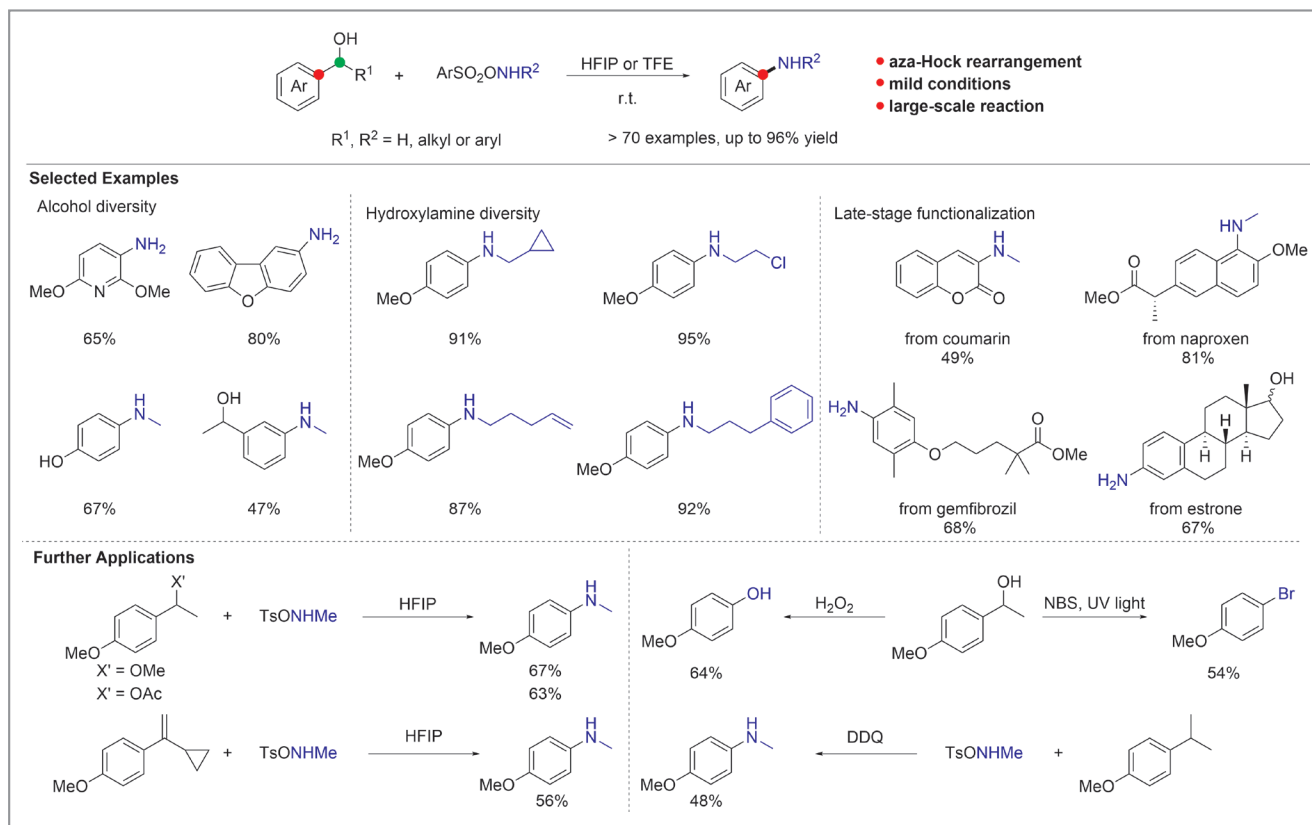 OH
R¹
Ar
+
ArSO₂ONHR²
HFIP or TFE
r.t.
NHR²
Ar
R¹, R² = H, alkyl or aryl
> 70 examples, up to 96% yield
● aza-Hock rearrangement
● mild conditions
● large-scale reaction
Selected Examples
Alcohol diversity
NH₂
MeO
N
OMe
65%
NH₂
O
80%
H
N
HO
67%
OH
H
N
47%
Hydroxylamine diversity
H
N
MeO
91%
H
N
Cl
MeO
95%
H
N
MeO
87%
H
N
MeO
92%
Late-stage functionalization
H
N
O
O
from coumarin
49%
HN
OMe
O
MeO
from naproxen
81%
H₂N
O
O
OMe
from gemfibrozil
68%
OH
H
H
H
H₂N
from estrone
67%
Further Applications
X'
MeO
X' = OMe
X' = OAc
+
TsONHMe
HFIP
H
N
MeO
67%
63%
OH
MeO
64%
H₂O₂
OH
MeO
NBS, UV light
Br
MeO
54%
MeO
+
TsONHMe
HFIP
H
N
MeO
56%
H
N
MeO
48%
DDQ
TsONHMe
+
MeO